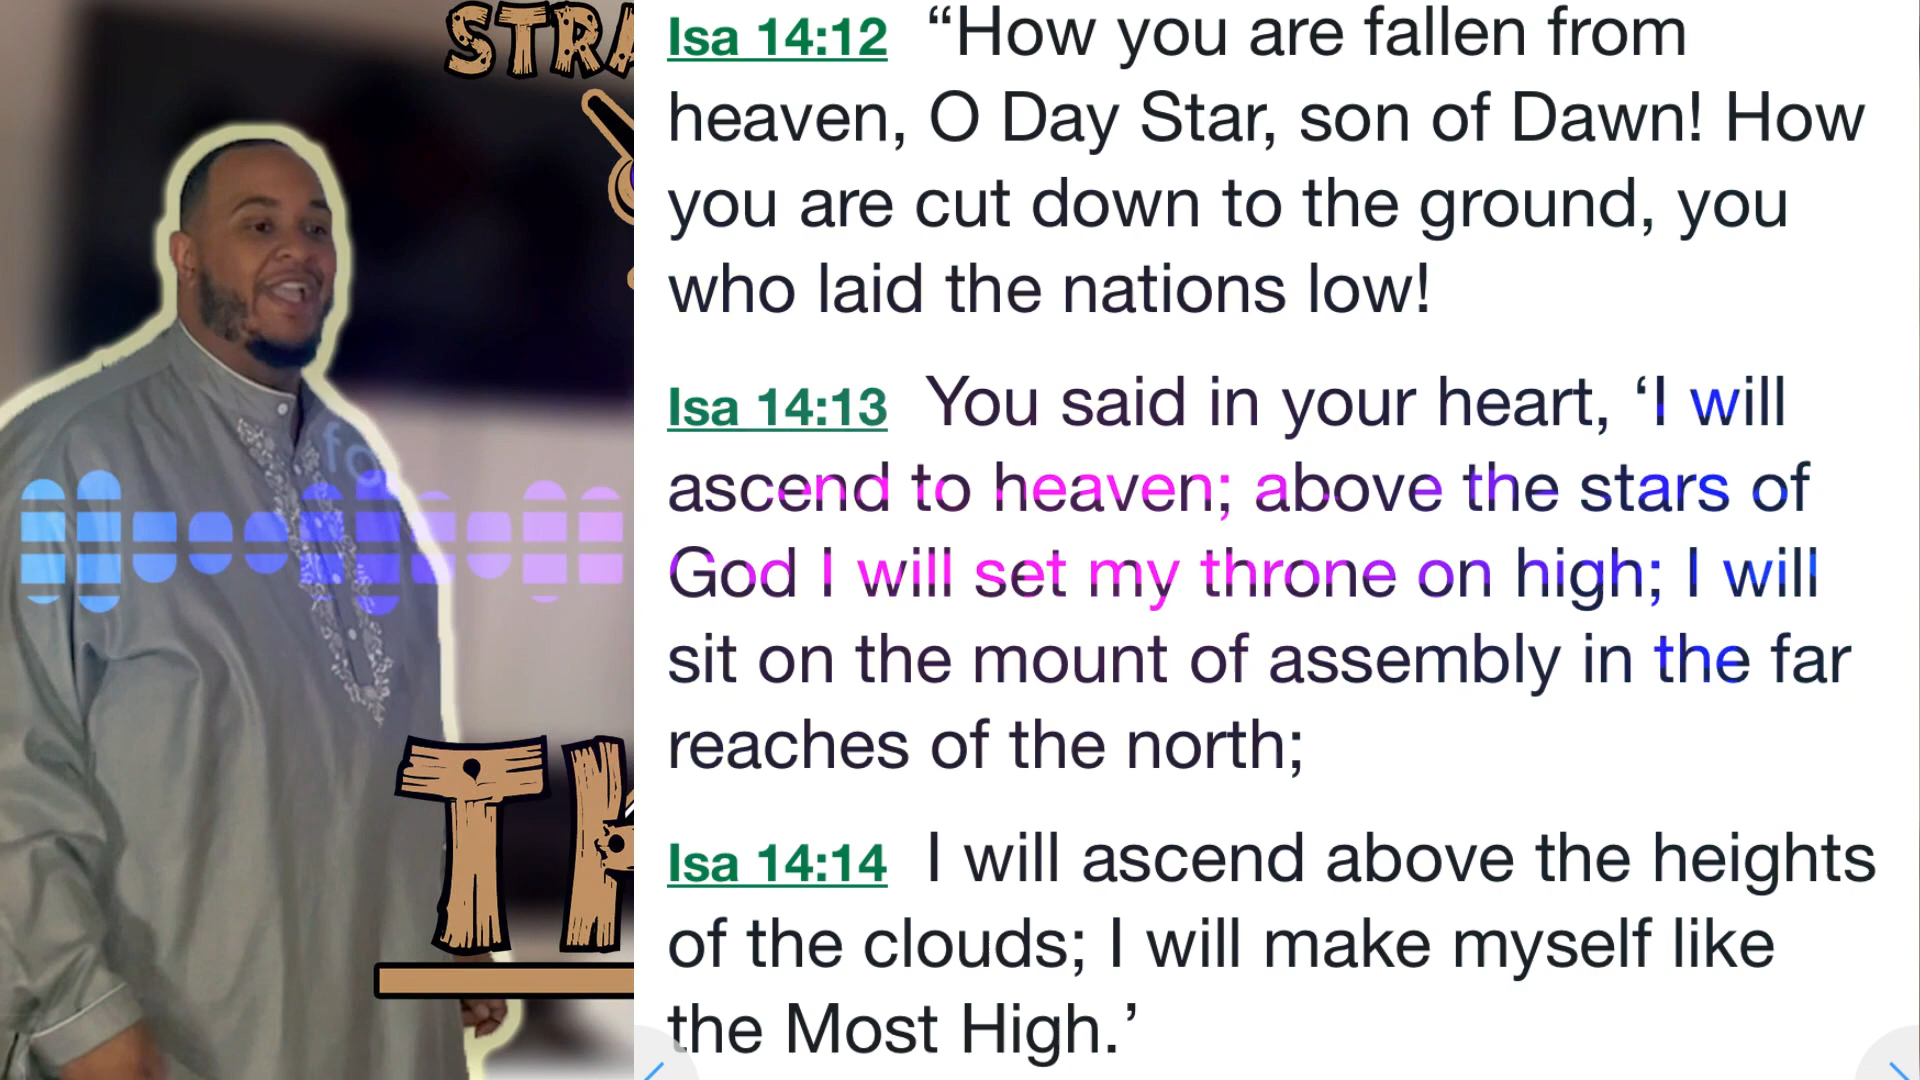 STRA
Isa 14:12 “How you are fallen from
heaven, O Day Star, son of Dawn! How
you are cut down to the ground, you
who laid the nations low!
Isa 14:13 You said in your heart, ‘I will
ascend to heaven; above the stars of
God I will set my throne on high; I will
sit on the mount of assembly in the far
reaches of the north;
Isa 14:14 I will ascend above the heights
of the clouds; I will make myself like
the Most High.’
fo
T